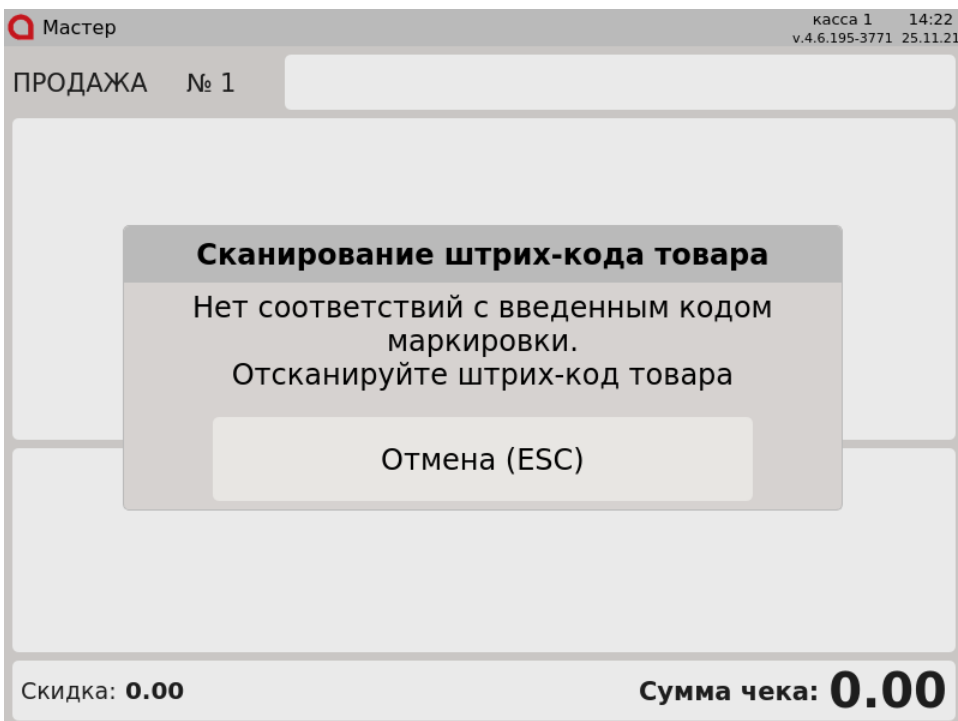 Мастер
касса 1 14:22
v.4.6.195-3771 25.11.21
ПРОДАЖА № 1
Сканирование штрих-кода товара
Нет соответствий с введенным кодом
маркировки.
Отсканируйте штрих-код товара
Отмена (ESC)
Скидка: 0.00
Сумма чека: 0.00